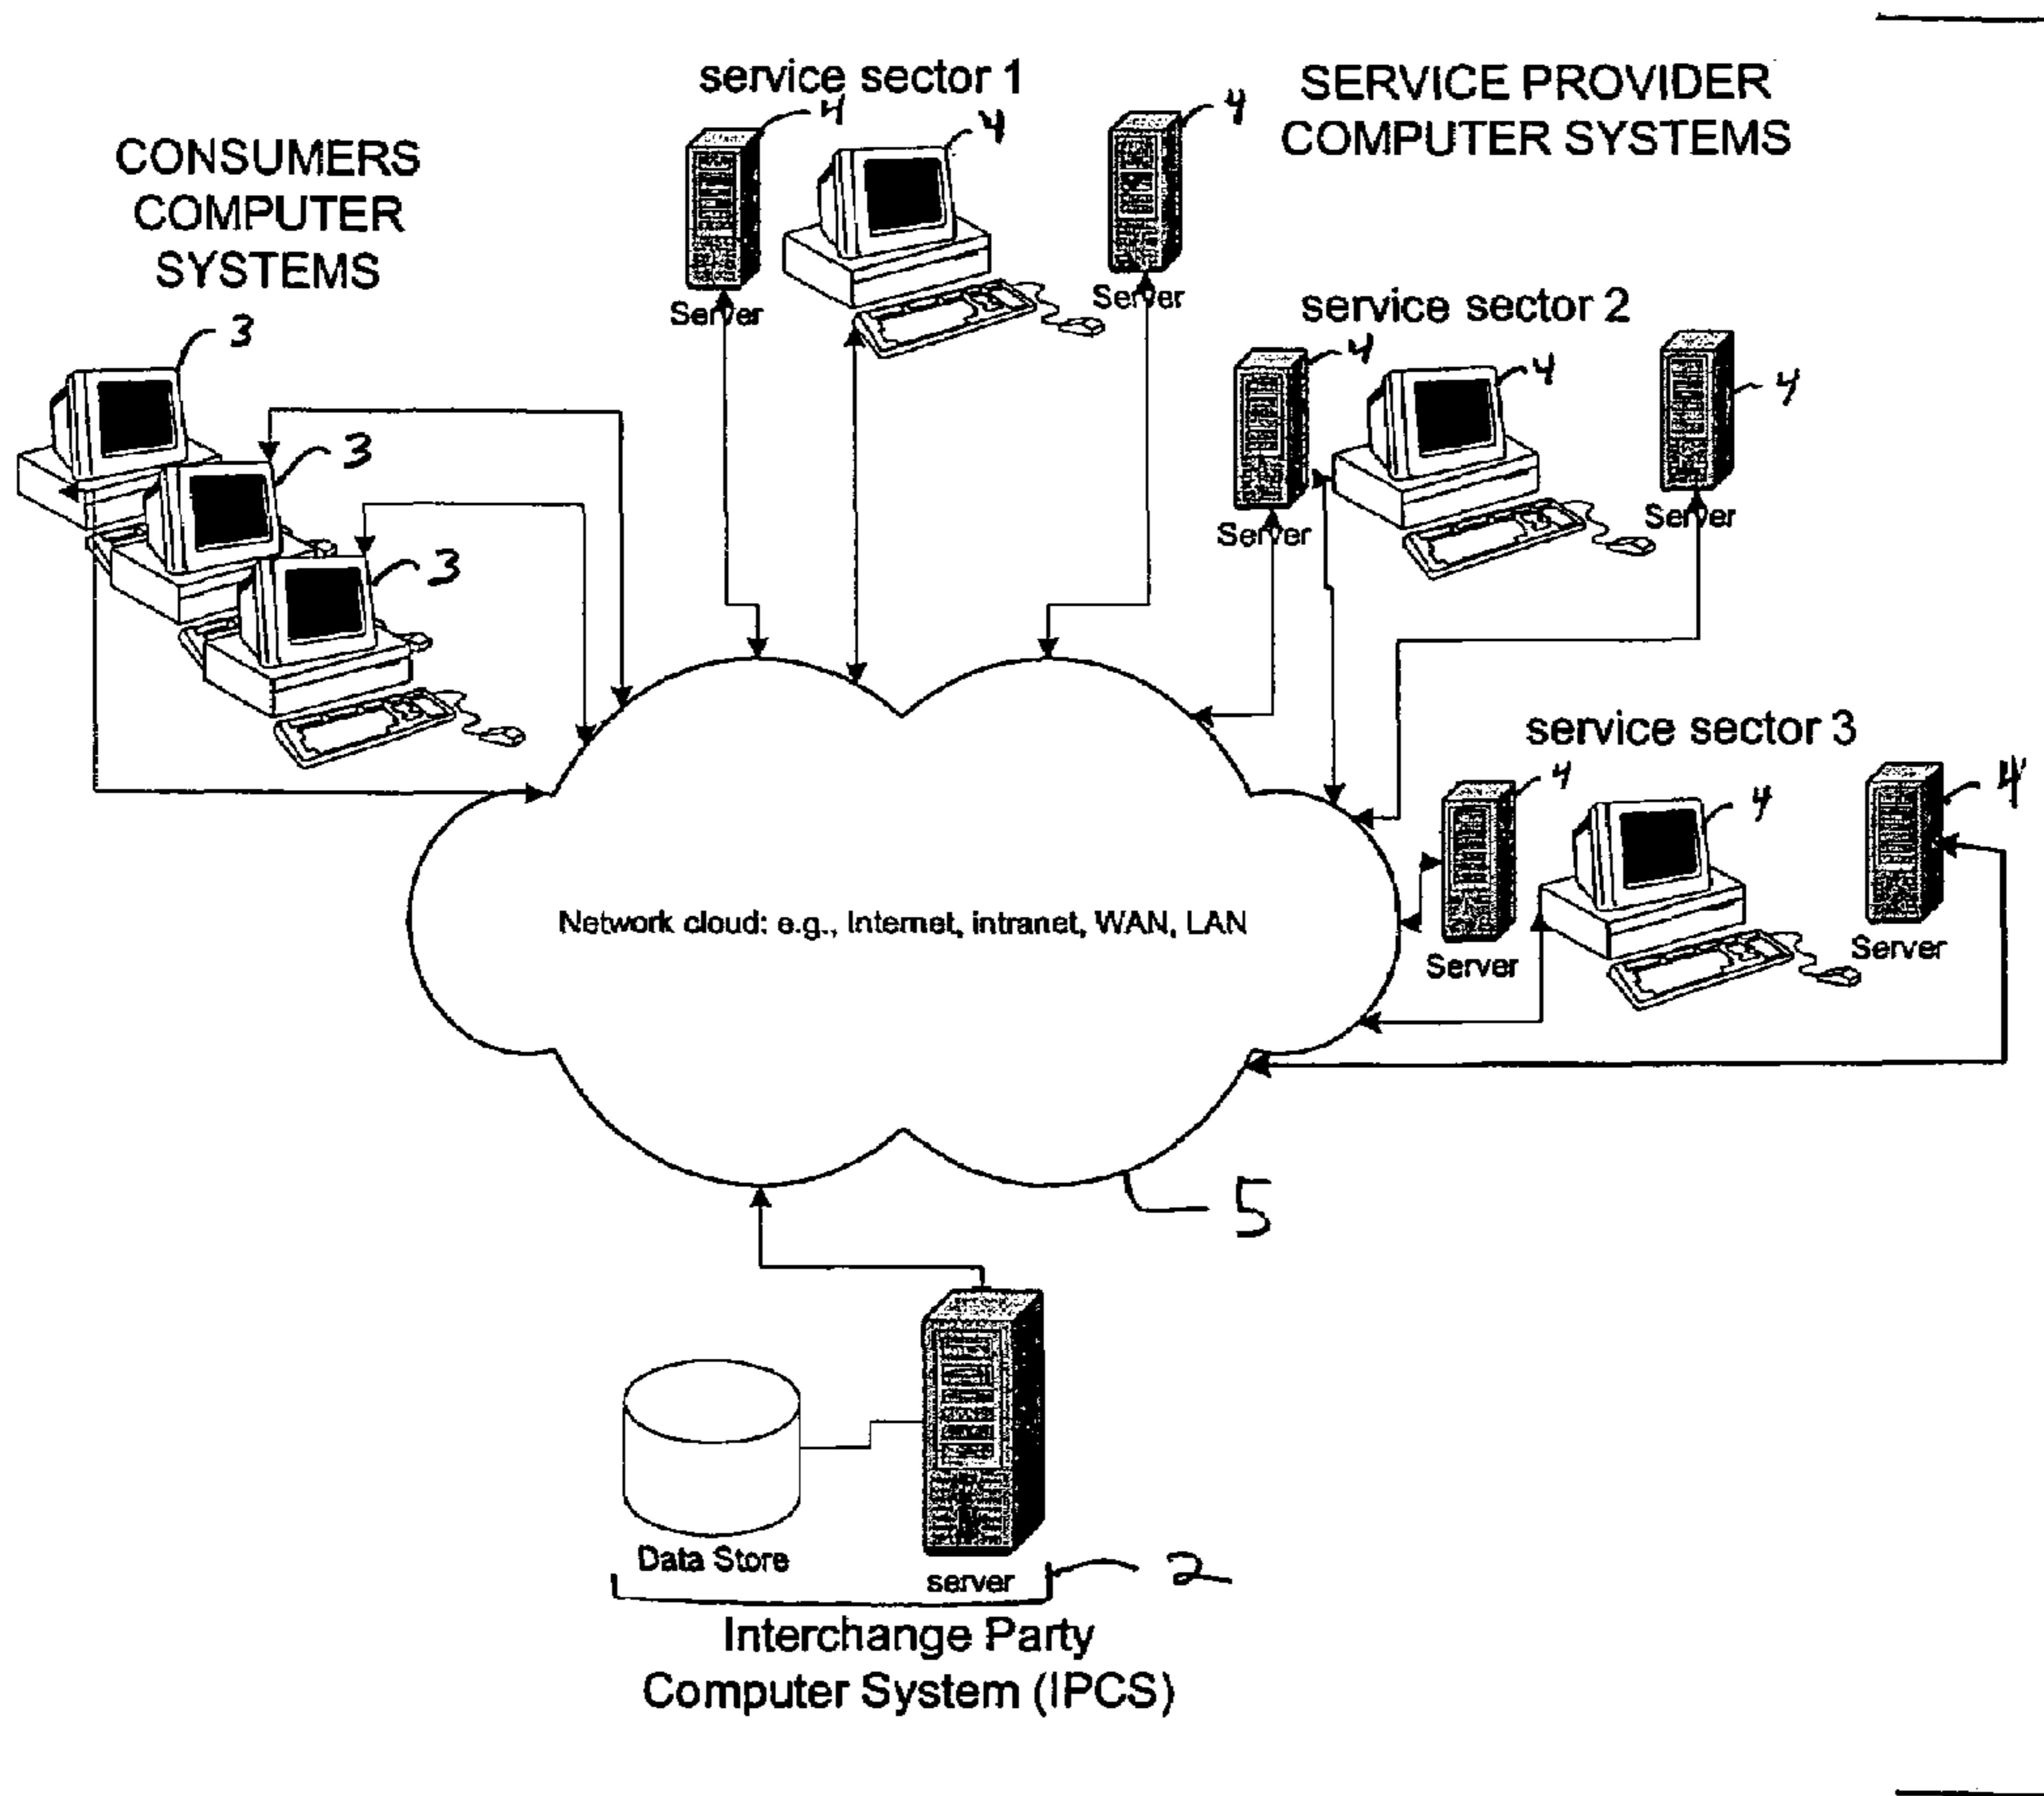 service sector 1
SERVICE PROVIDER
COMPUTER SYSTEMS
CONSUMERS
COMPUTER
SYSTEMS
4
4
4
Server
Server
service sector 2
3
3
3
4
4
4
Server
Server
service sector 3
4
4
4
Server
Server
Network cloud: e.g., Internet, intranet, WAN, LAN
5
Data Store
server
2
Interchange Party
Computer System (IPCS)